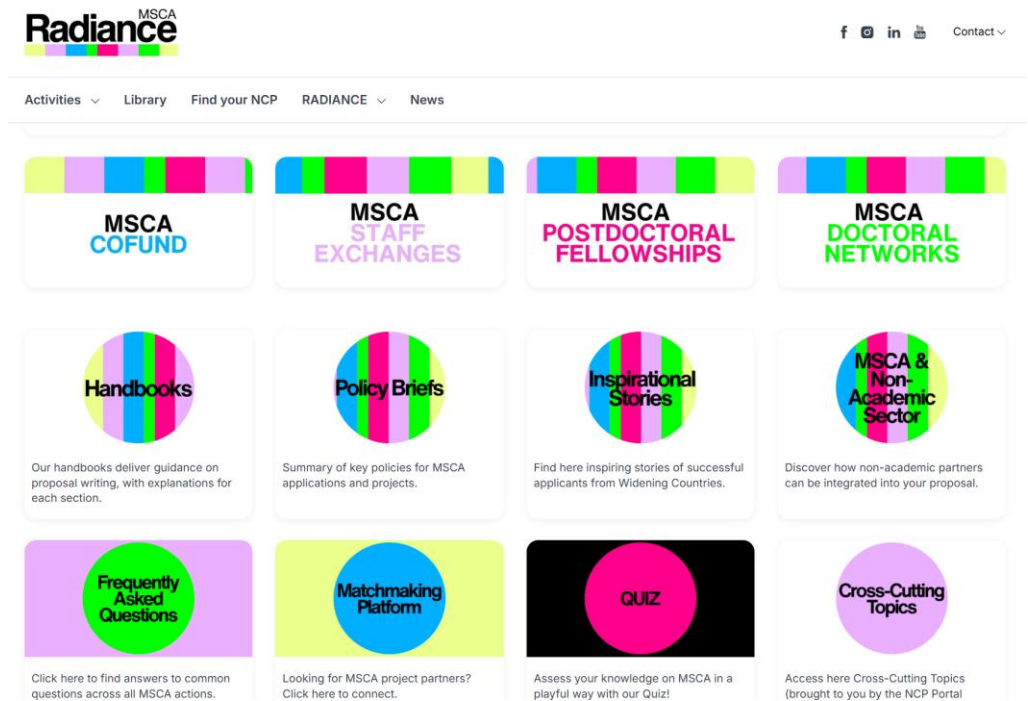 Radiance MSCA
f in You Tube Contact
Activities Library Find your NCP RADIANCE News
MSCA
COFUND
MSCA
STAFF
EXCHANGES
MSCA
POSTDOCTORAL
FELLOWSHIPS
MSCA
DOCTORAL
NETWORKS
Handbooks
Our handbooks deliver guidance on
proposal writing, with explanations for
each section.
Policy Briefs
Summary of key policies for MSCA
applications and projects.
Inspirational
Stories
Find here inspiring stories of successful
applicants from Widening Countries.
MSCA &
Non-
Academic
Sector
Discover how non-academic partners
can be integrated into your proposal.
Frequently
Asked
Questions
Click here to find answers to common
questions across all MSCA actions.
Matchmaking
Platform
Looking for MSCA project partners?
Click here to connect.
QUIZ
Assess your knowledge on MSCA in a
playful way with our Quiz!
Cross-Cutting
Topics
Access here Cross-Cutting Topics
(brought to you by the NCP Portal